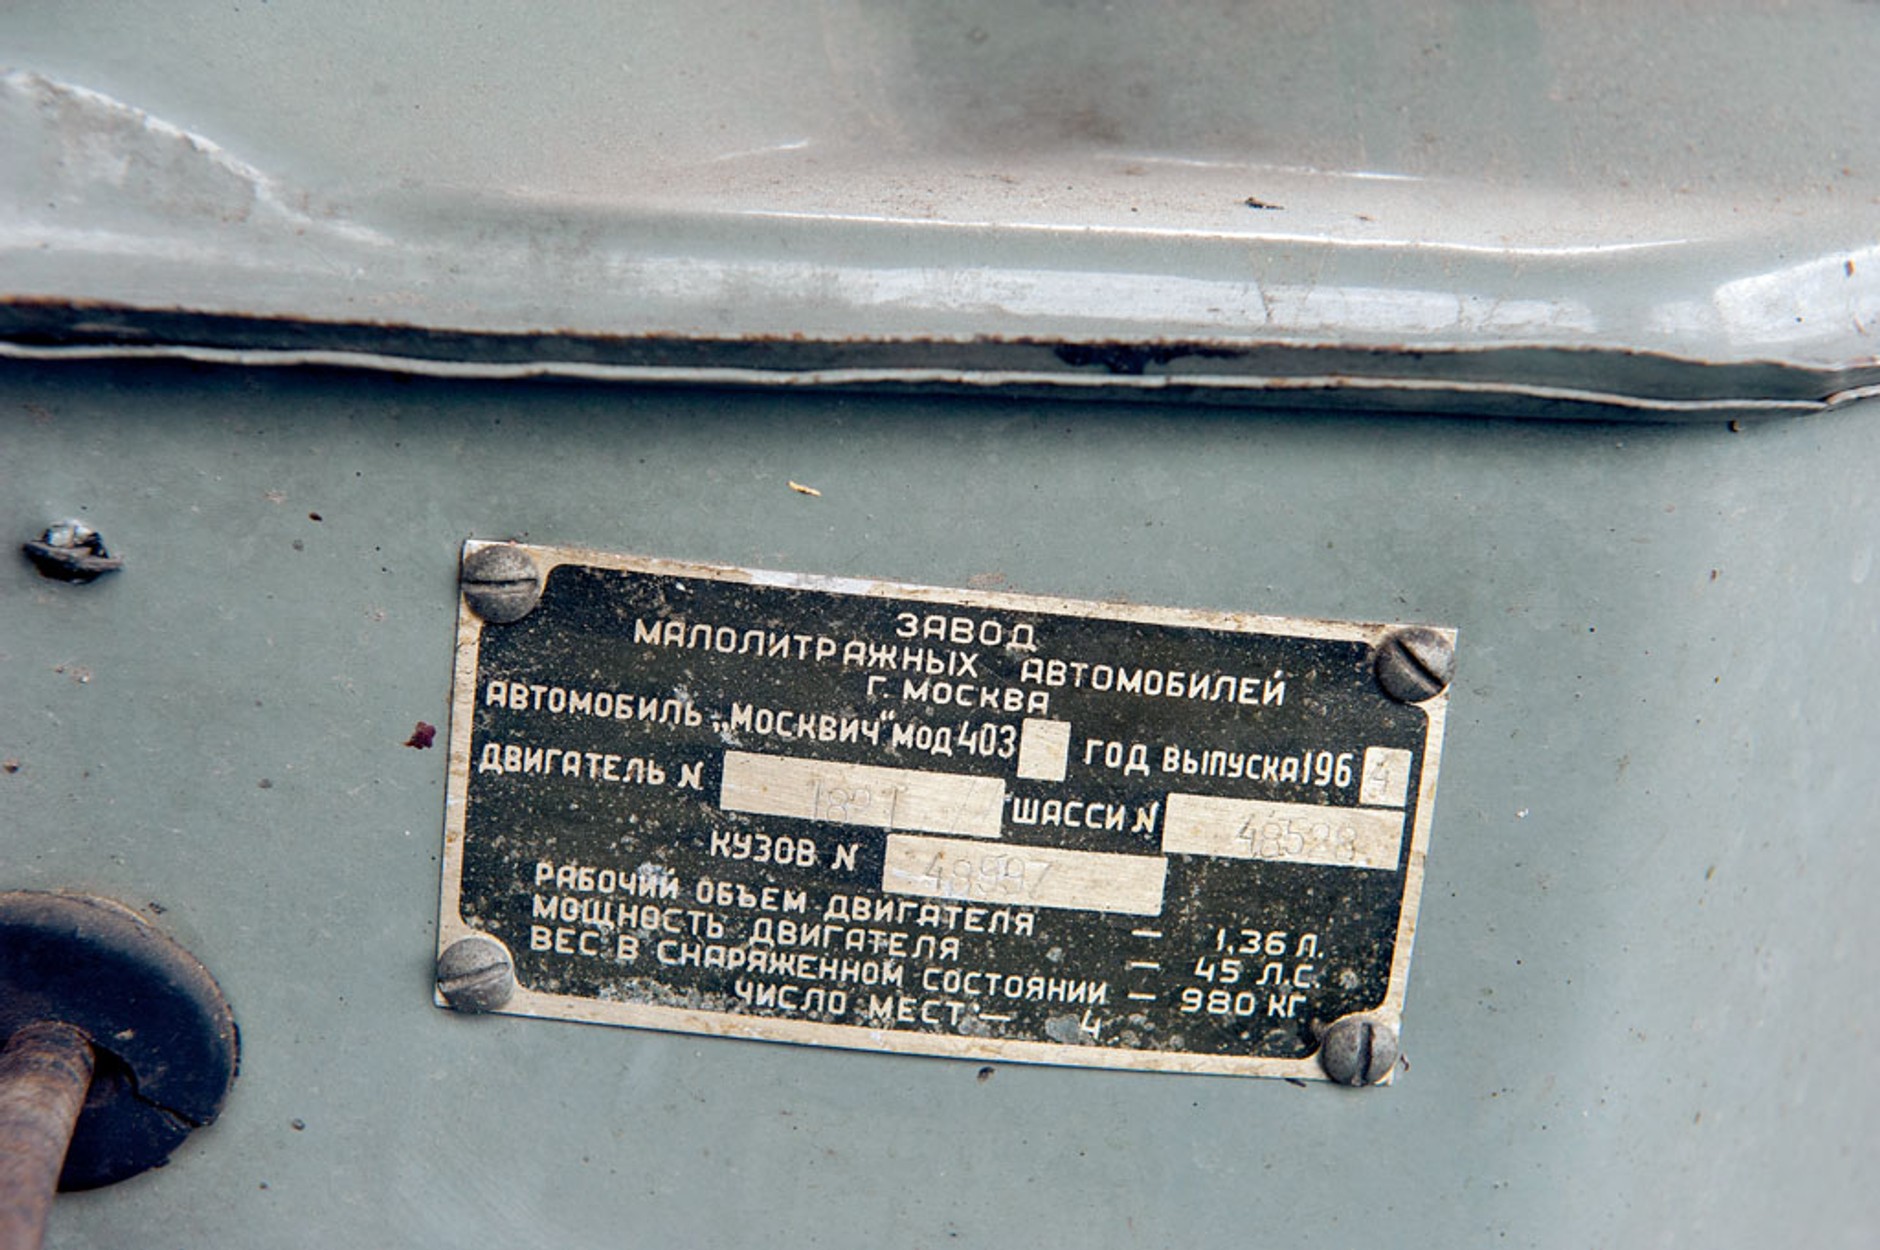 ЗАВОД
МАЛОЛИТРАЖНЫХ АВТОМОБИЛЕЙ
Г. МОСКВА
АВТОМОБИЛЬ „МОСКВИЧ“ МОД 403 ГОД ВЫПУСКА 196 4
ДВИГАТЕЛЬ N ШАССИ N
КУЗОВ N
РАБОЧИЙ ОБЪЕМ ДВИГАТЕЛЯ — 1,36 Л.
МОЩНОСТЬ ДВИГАТЕЛЯ — 45 Л.С.
ВЕС В СНАРЯЖЕННОМ СОСТОЯНИИ — 980 КГ.
ЧИСЛО МЕСТ — 4